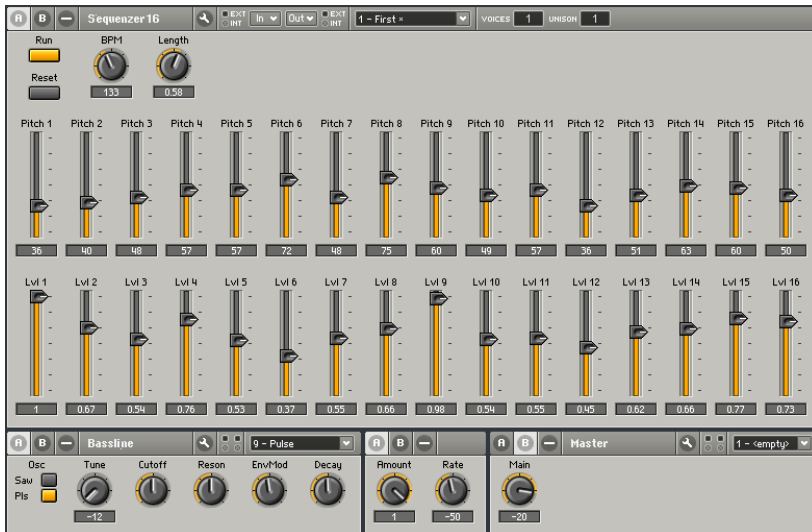 A B Sequenzer16 EXT INT In Out EXT INT 1 - First × VOICES 1 UNISON 1
Run BPM Length
Reset
133 0.58
Pitch 1 Pitch 2 Pitch 3 Pitch 4 Pitch 5 Pitch 6 Pitch 7 Pitch 8 Pitch 9 Pitch 10 Pitch 11 Pitch 12 Pitch 13 Pitch 14 Pitch 15 Pitch 16
36 40 48 57 57 72 48 75 60 49 57 36 51 63 60 50
Lvl 1 Lvl 2 Lvl 3 Lvl 4 Lvl 5 Lvl 6 Lvl 7 Lvl 8 Lvl 9 Lvl 10 Lvl 11 Lvl 12 Lvl 13 Lvl 14 Lvl 15 Lvl 16
1 0.67 0.54 0.76 0.53 0.37 0.55 0.66 0.98 0.54 0.55 0.45 0.62 0.66 0.77 0.73
A B Bassline 9 - Pulse A B A B Master 1 - <empty>
Osc Tune Cutoff Reson EnvMod Decay Amount Rate Main
Saw
Pls
-12 1 -50 -20